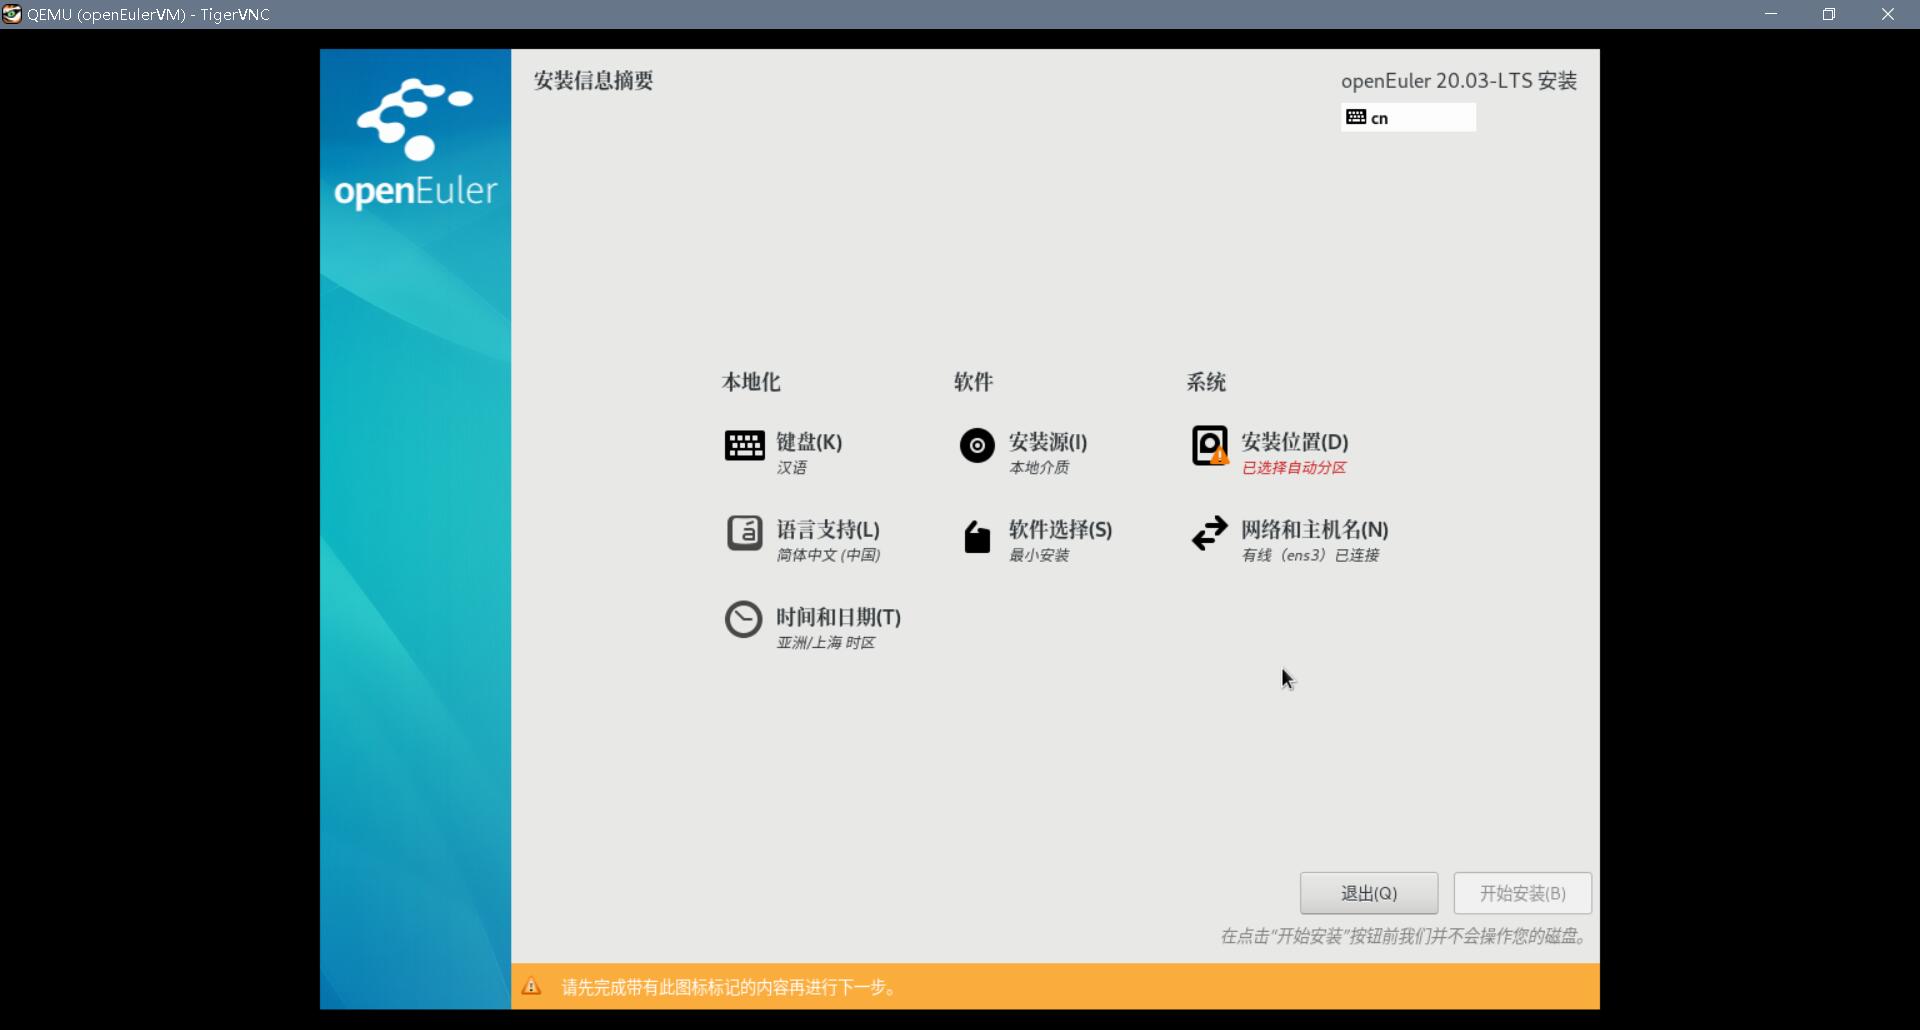 QEMU (openEulerVM) - TigerVNC
openEuler
安装信息摘要
openEuler 20.03-LTS 安装
cn
本地化
键盘(K)
汉语
语言支持(L)
简体中文 (中国)
时间和日期(T)
亚洲/上海 时区
软件
安装源(I)
本地介质
软件选择(S)
最小安装
系统
安装位置(D)
已选择自动分区
网络和主机名(N)
有线（ens3）已连接
退出(Q)
开始安装(B)
在点击“开始安装”按钮前我们并不会操作您的磁盘。
请先完成带有此图标标记的内容再进行下一步。